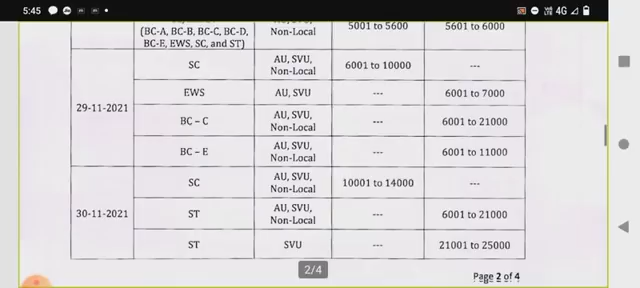 5:45
4G
(BC-A, BC-B, BC-C, BC-D, BC-E, EWS, SC, and ST)
Non-Local
5001 to 5600
5601 to 6000
29-11-2021
SC
AU, SVU, Non-Local
6001 to 10000
---
EWS
AU, SVU
---
6001 to 7000
BC – C
AU, SVU, Non-Local
---
6001 to 21000
BC – E
AU, SVU, Non-Local
---
6001 to 11000
30-11-2021
SC
AU, SVU, Non-Local
10001 to 14000
---
ST
AU, SVU, Non-Local
---
6001 to 21000
ST
SVU
---
21001 to 25000
2/4
Page 2 of 4